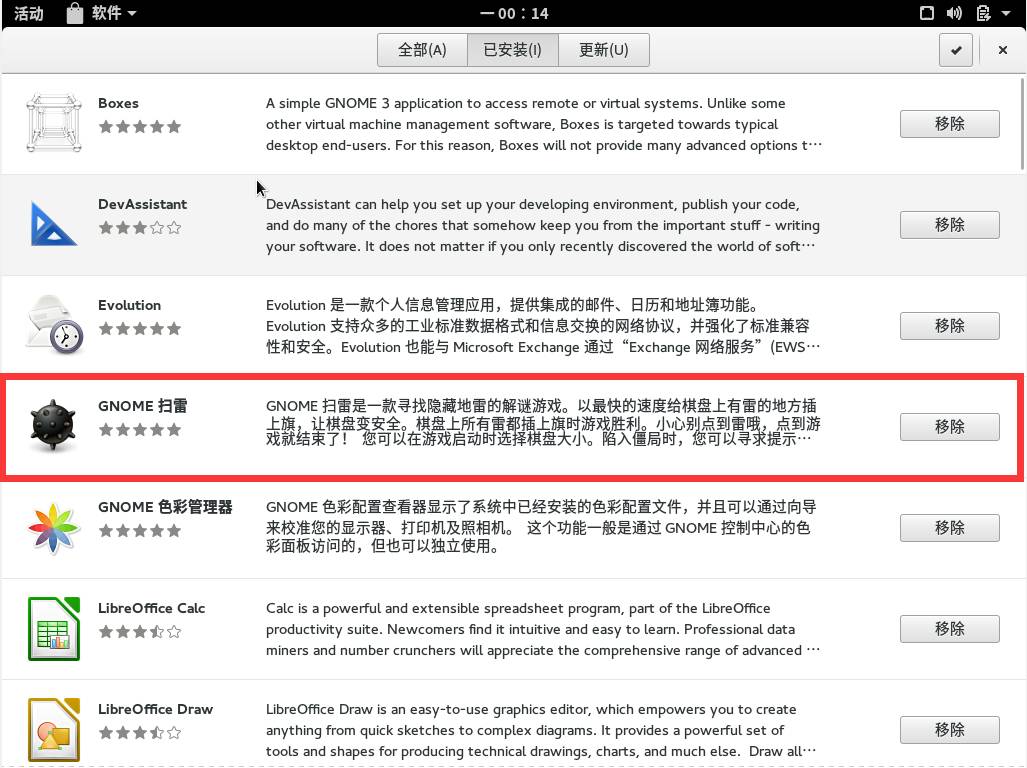 活动 软件 一 00：14
全部(A) 已安装(I) 更新(U)
Boxes
A simple GNOME 3 application to access remote or virtual systems. Unlike some
other virtual machine management software, Boxes is targeted towards typical
desktop end-users. For this reason, Boxes will not provide many advanced options t…
移除
DevAssistant
DevAssistant can help you set up your developing environment, publish your code,
and do many of the chores that somehow keep you from the important stuff - writing
your software. It does not matter if you only recently discovered the world of soft…
移除
Evolution
Evolution 是一款个人信息管理应用，提供集成的邮件、日历和地址簿功能。
Evolution 支持众多的工业标准数据格式和信息交换的网络协议，并强化了标准兼容
性和安全。Evolution 也能与 Microsoft Exchange 通过“Exchange 网络服务”(EWS…
移除
GNOME 扫雷
GNOME 扫雷是一款寻找隐藏地雷的解谜游戏。以最快的速度给棋盘上有雷的地方插
上旗，让棋盘变安全。棋盘上所有雷都插上旗时游戏胜利。小心别点到雷哦，点到游
戏就结束了！ 您可以在游戏启动时选择棋盘大小。陷入僵局时，您可以寻求提示…
移除
GNOME 色彩管理器
GNOME 色彩配置查看器显示了系统中已经安装的色彩配置文件，并且可以通过向导
来校准您的显示器、打印机及照相机。 这个功能一般是通过 GNOME 控制中心的色
彩面板访问的，但也可以独立使用。
移除
LibreOffice Calc
Calc is a powerful and extensible spreadsheet program, part of the LibreOffice
productivity suite. Newcomers find it intuitive and easy to learn. Professional data
miners and number crunchers will appreciate the comprehensive range of advanced …
移除
LibreOffice Draw
LibreOffice Draw is an easy-to-use graphics editor, which empowers you to create
anything from quick sketches to complex diagrams. It provides a powerful set of
tools and shapes for producing technical drawings, charts, and much else. Draw all…
移除